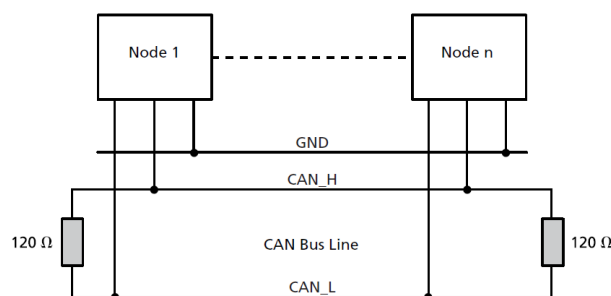 Node 1
Node n
GND
CAN_H
120 Ω
CAN Bus Line
120 Ω
CAN_L